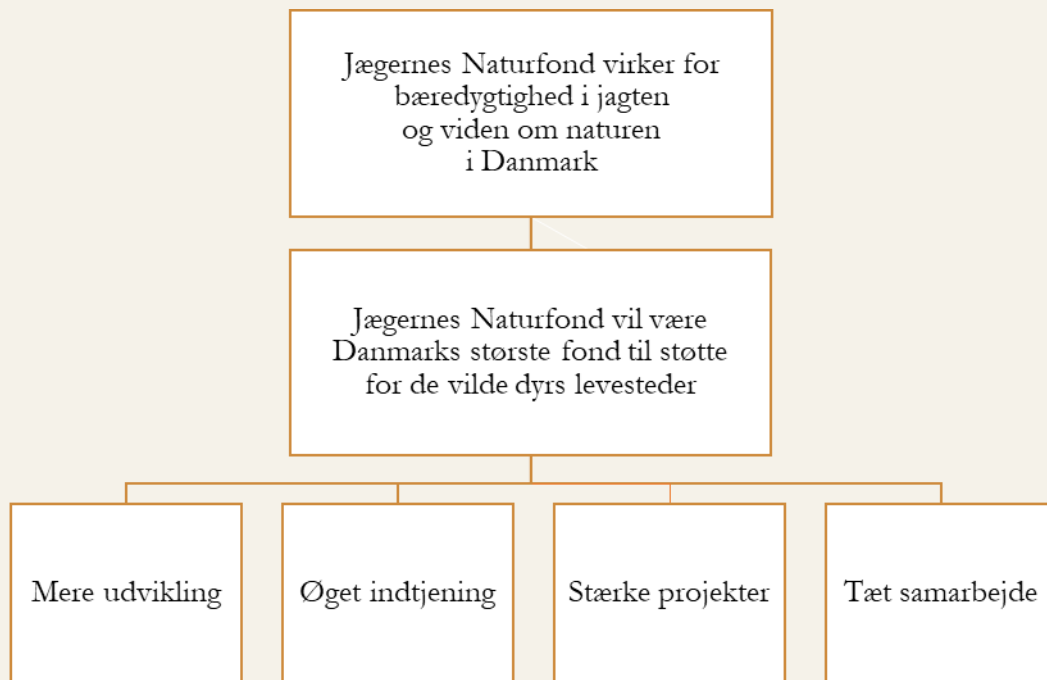 Jægernes Naturfond virker for
bæredygtighed i jagten
og viden om naturen
i Danmark
Jægernes Naturfond vil være
Danmarks største fond til støtte
for de vilde dyrs levesteder
Mere udvikling
Øget indtjening
Stærke projekter
Tæt samarbejde